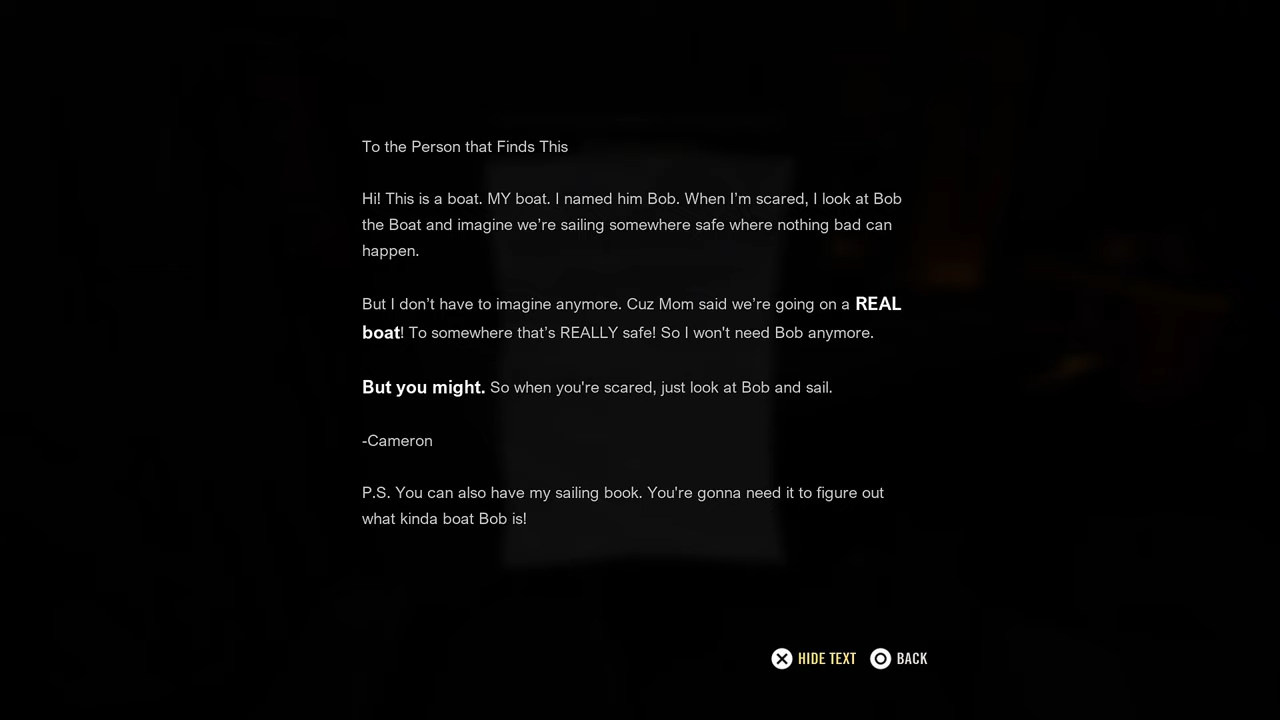 To the Person that Finds This
Hi! This is a boat. MY boat. I named him Bob. When I’m scared, I look at Bob
the Boat and imagine we’re sailing somewhere safe where nothing bad can
happen.
But I don’t have to imagine anymore. Cuz Mom said we’re going on a REAL
boat! To somewhere that’s REALLY safe! So I won't need Bob anymore.
But you might. So when you're scared, just look at Bob and sail.
-Cameron
P.S. You can also have my sailing book. You're gonna need it to figure out
what kinda boat Bob is!
HIDE TEXT BACK